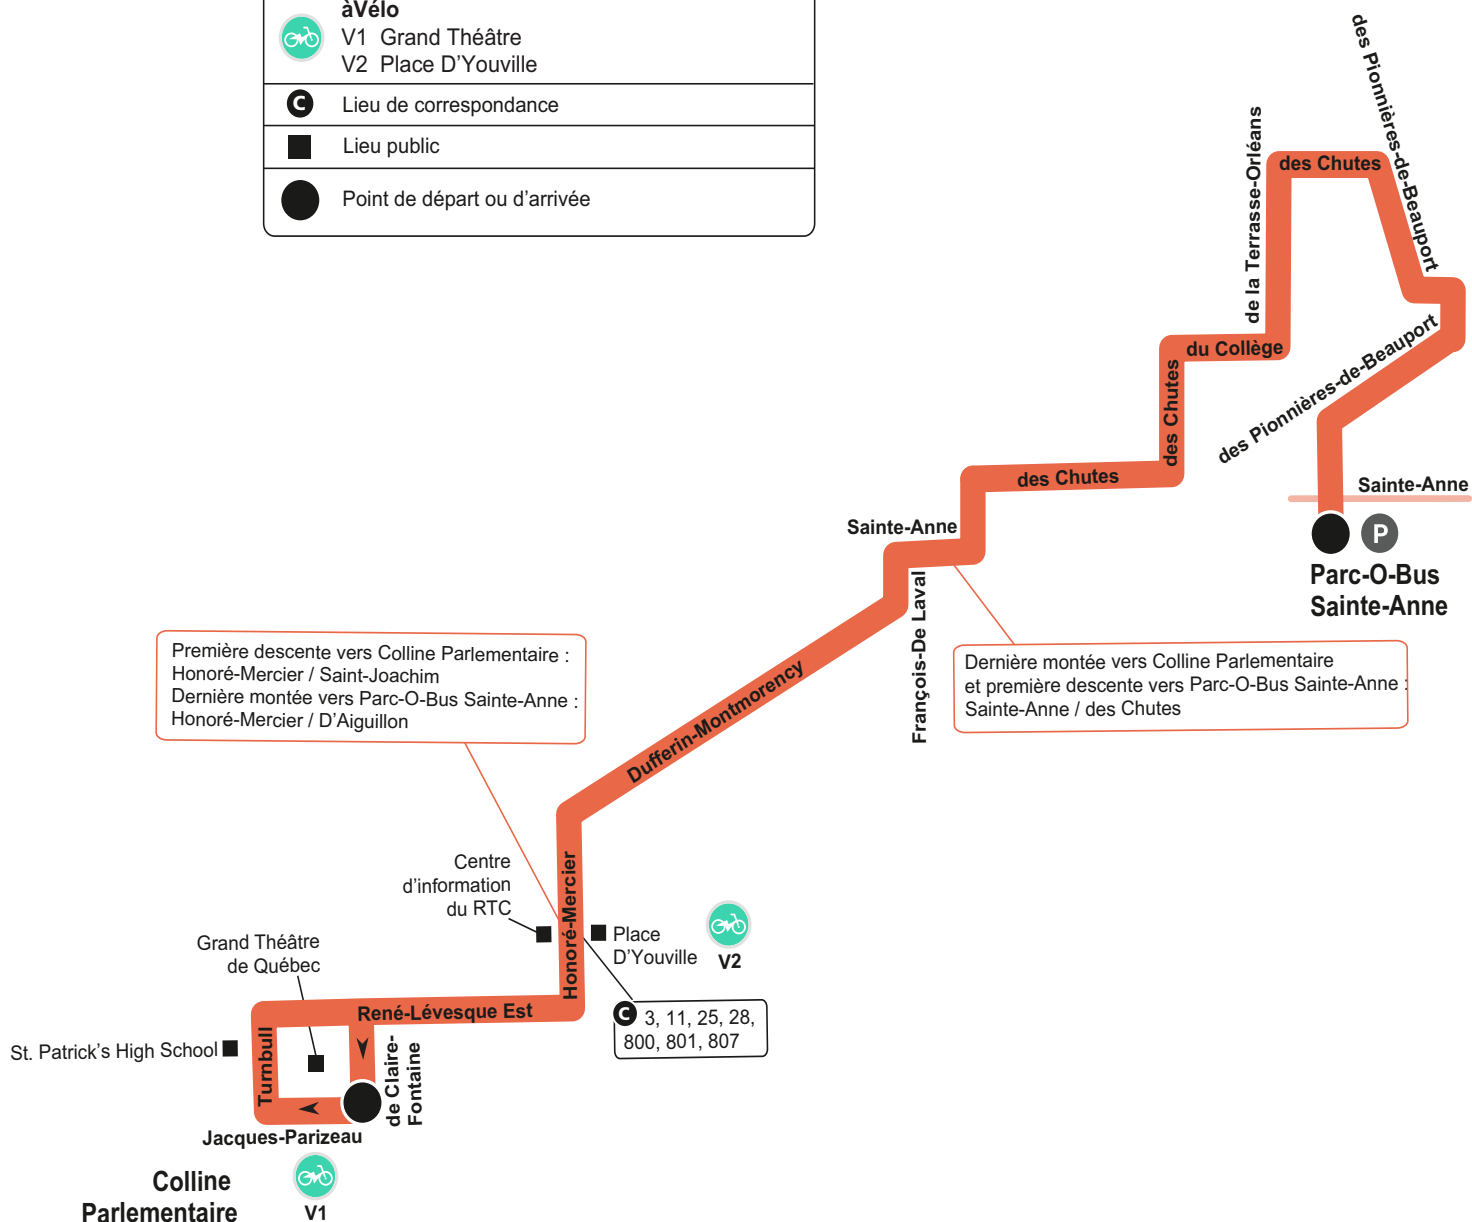 àVélo
V1 Grand Théâtre
V2 Place D'Youville
C Lieu de correspondance
Lieu public
Point de départ ou d'arrivée
des Pionnières-de-Beauport
de la Terrasse-Orléans
des Chutes
du Collège
des Pionnières-de-Beauport
des Chutes
des Chutes
Sainte-Anne
P
Parc-O-Bus
Sainte-Anne
Sainte-Anne
François-De Laval
Dernière montée vers Colline Parlementaire
et première descente vers Parc-O-Bus Sainte-Anne :
Sainte-Anne / des Chutes
Première descente vers Colline Parlementaire :
Honoré-Mercier / Saint-Joachim
Dernière montée vers Parc-O-Bus Sainte-Anne :
Honoré-Mercier / D'Aiguillon
Dufferin-Montmorency
Centre
d'information
du RTC
Honoré-Mercier
Place
D'Youville
V2
Grand Théâtre
de Québec
René-Lévesque Est
C 3, 11, 25, 28,
800, 801, 807
St. Patrick's High School
Turnbull
de Claire-
Fontaine
Jacques-Parizeau
Colline
Parlementaire
V1